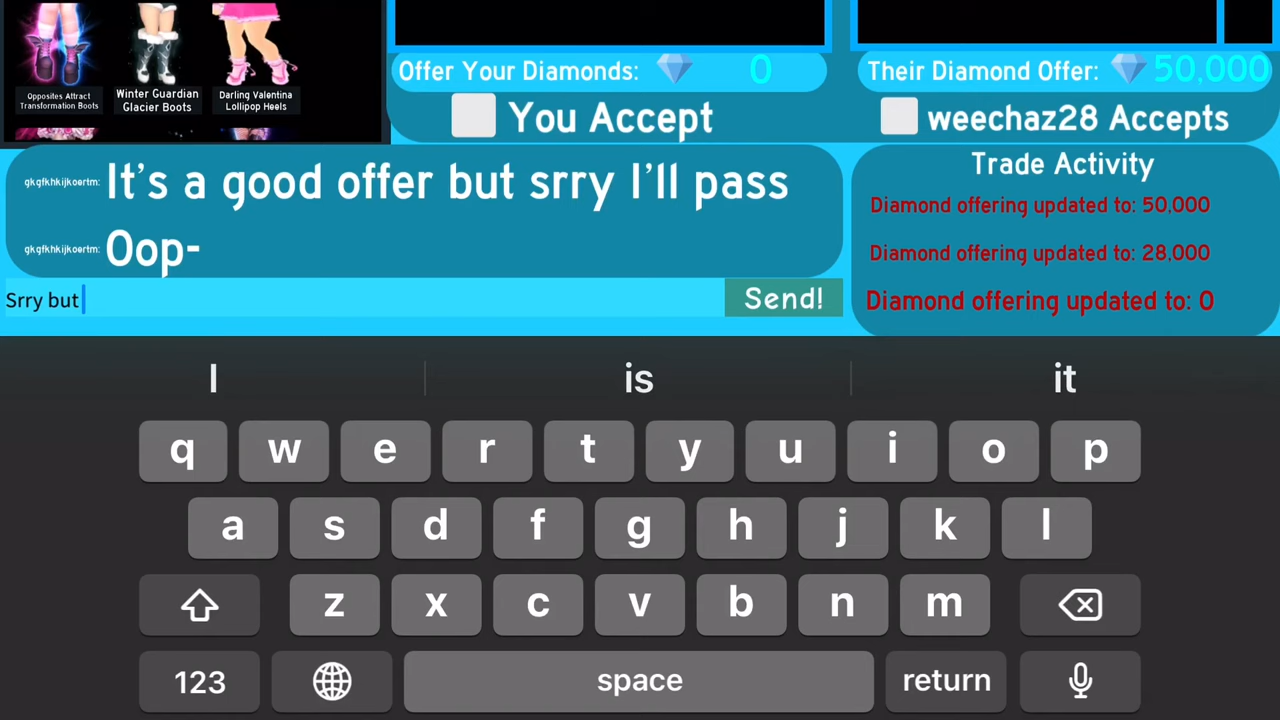 Opposites Attract
Transformation Boots
Winter Guardian
Glacier Boots
Darling Valentina
Lollipop Heels
Offer Your Diamonds: 0
You Accept
Their Diamond Offer: 50,000
weechaz28 Accepts
gkgfkhkijkoertm: It's a good offer but srry I'll pass
gkgfkhkijkoertm: Oop-
Srry but
Send!
Trade Activity
Diamond offering updated to: 50,000
Diamond offering updated to: 28,000
Diamond offering updated to: 0
I is it
q w e r t y u i o p
a s d f g h j k l
z x c v b n m
123 space return